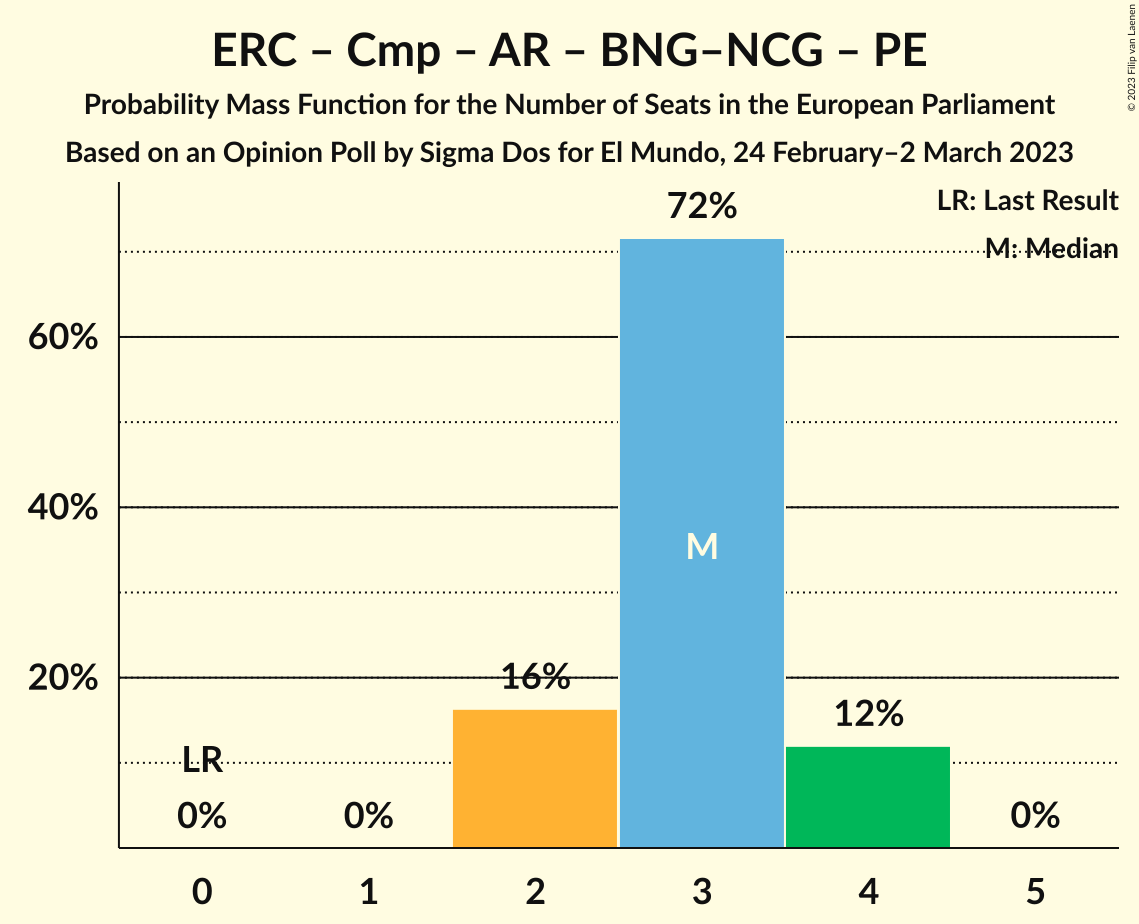 ERC – Cmp – AR – BNG–NCG – PE
Probability Mass Function for the Number of Seats in the European Parliament
Based on an Opinion Poll by Sigma Dos for El Mundo, 24 February–2 March 2023
© 2023 Filip van Laenen
LR: Last Result
M: Median
72%
60%
40%
M
20%
16%
12%
LR
0%
0%
0%
0
1
2
3
4
5